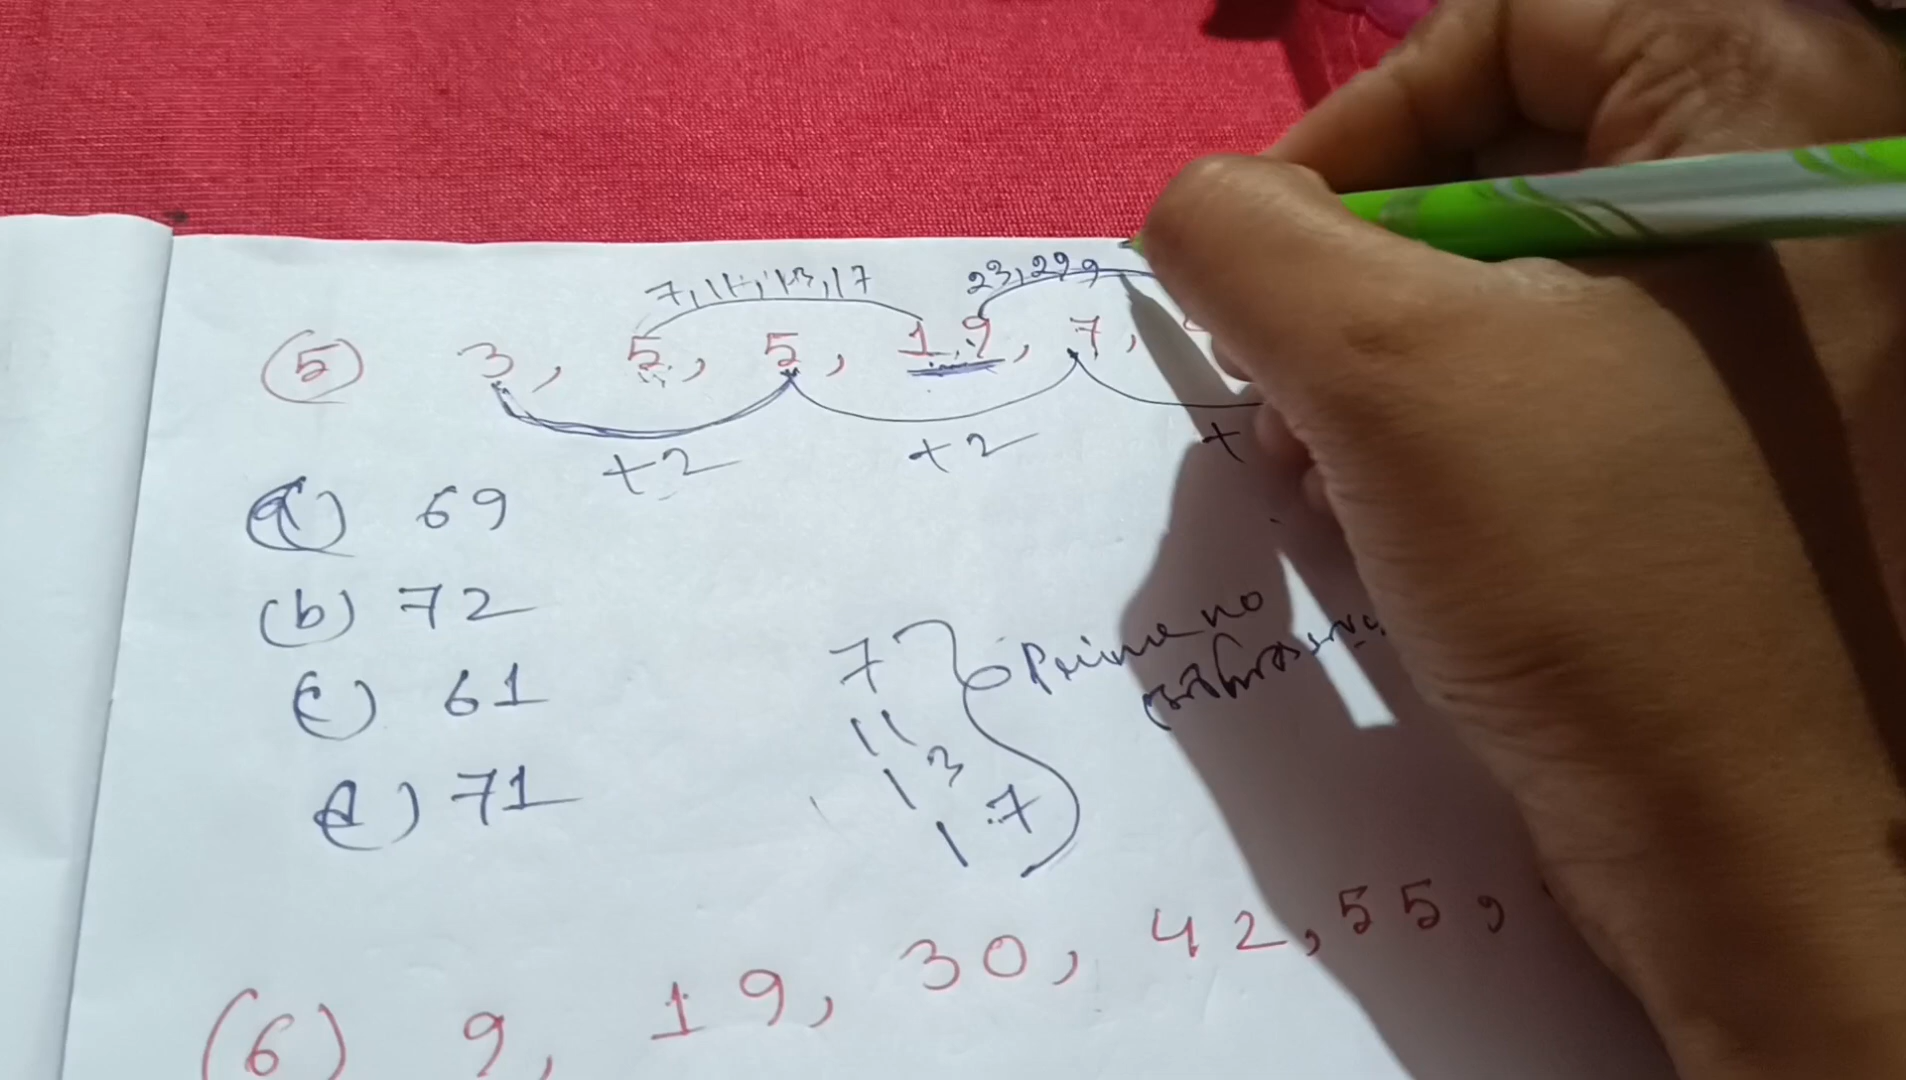 7, 11, 13, 17 23, 29,
(5) 3, 5, 5, 19, 7,
+2 +2 +
(a) 69
(b) 72
(c) 61
(d) 71
7 Prime no
11
13
17
(6) 9, 19, 30, 42, 55,